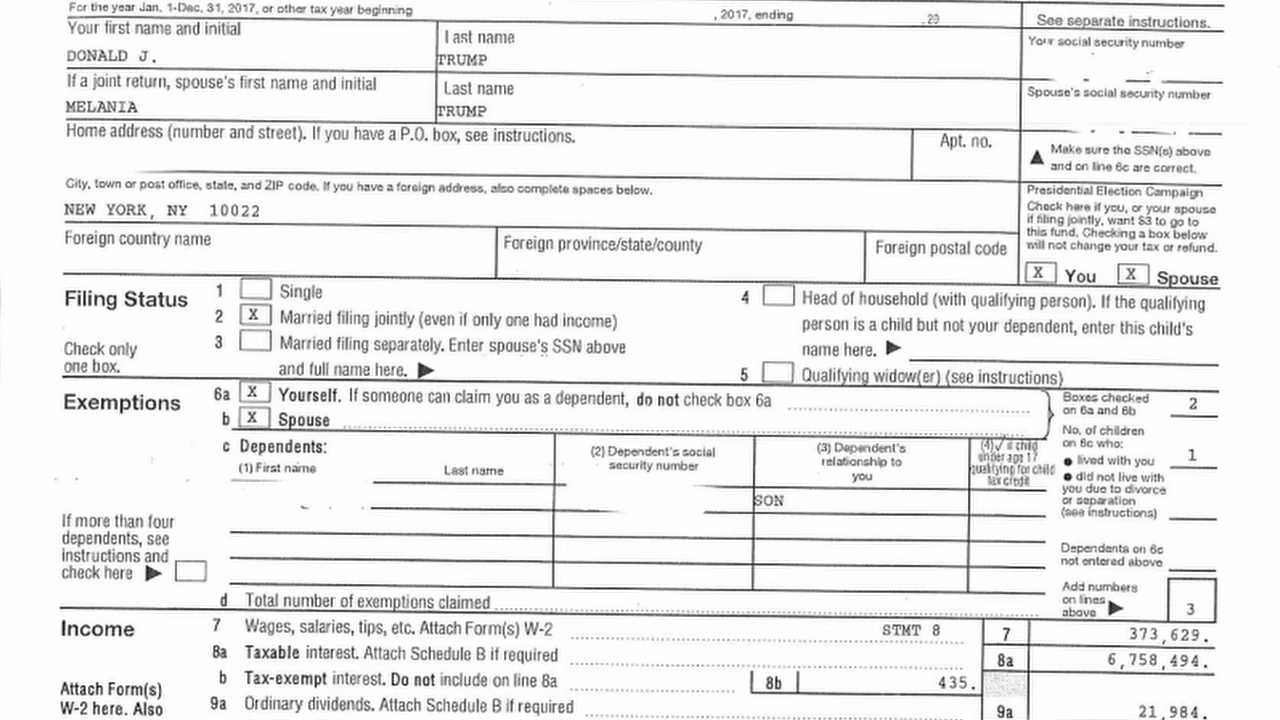 For the year Jan. 1-Dec. 31, 2017, or other tax year beginning , 2017, ending , 20
See separate instructions.
Your first name and initial
Last name
Your social security number
DONALD J.
TRUMP
If a joint return, spouse's first name and initial
Last name
Spouse's social security number
MELANIA
TRUMP
Home address (number and street). If you have a P.O. box, see instructions.
Apt. no.
▲ Make sure the SSN(s) above
and on line 6c are correct.
City, town or post office, state, and ZIP code. If you have a foreign address, also complete spaces below.
NEW YORK, NY 10022
Presidential Election Campaign
Check here if you, or your spouse
if filing jointly, want $3 to go to
this fund. Checking a box below
will not change your tax or refund.
X You X Spouse
Foreign country name
Foreign province/state/county
Foreign postal code
Filing Status
Check only
one box.
1 Single
2 X Married filing jointly (even if only one had income)
3 Married filing separately. Enter spouse's SSN above
and full name here. ▶
4 Head of household (with qualifying person). If the qualifying
person is a child but not your dependent, enter this child's
name here. ▶
5 Qualifying widow(er) (see instructions)
Exemptions
6a X Yourself. If someone can claim you as a dependent, do not check box 6a
b X Spouse
Boxes checked
on 6a and 6b 2
c Dependents:
(1) First name Last name
(2) Dependent's social
security number
(3) Dependent's
relationship to
you
(4) ✓ if child
under age 17
qualifying for child
tax credit
SON
No. of children
on 6c who:
● lived with you 1
● did not live with
you due to divorce
or separation
(see instructions)
Dependents on 6c
not entered above
If more than four
dependents, see
instructions and
check here ▶
d Total number of exemptions claimed
Add numbers
on lines
above ▶ 3
Income
Attach Form(s)
W-2 here. Also
7 Wages, salaries, tips, etc. Attach Form(s) W-2 STMT 8 7 373,629.
8a Taxable interest. Attach Schedule B if required 8a 6,758,494.
b Tax-exempt interest. Do not include on line 8a 8b 435.
9a Ordinary dividends. Attach Schedule B if required 9a 21,984.